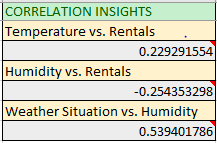 CORRELATION INSIGHTS
Temperature vs. Rentals
0.229291554
Humidity vs. Rentals
-0.254353298
Weather Situation vs. Humidity
0.539401786